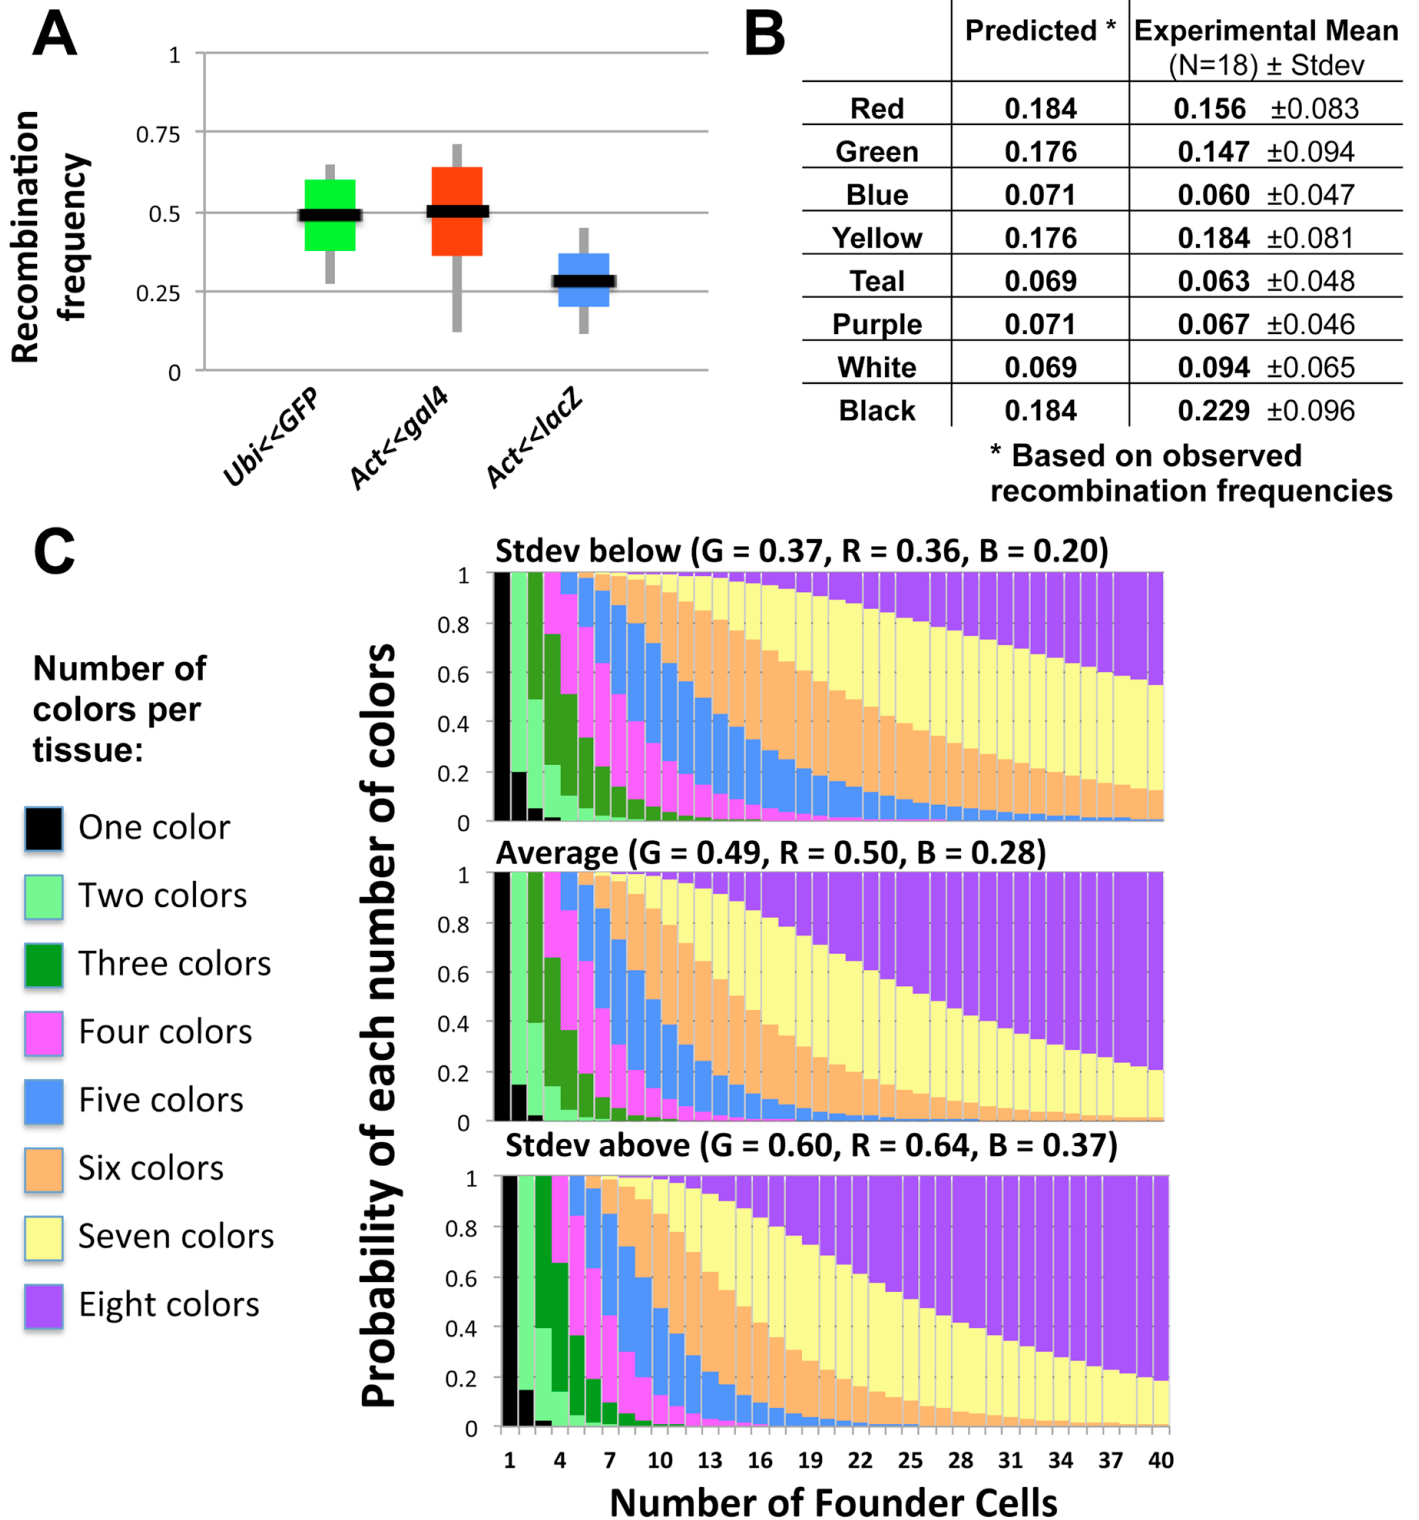 A
Recombination
frequency
1
0.75
0.5
0.25
0
Ubi<<GFP
Act<<gal4
Act<<lacZ
B
Predicted * Experimental Mean
(N=18) ± Stdev
Red 0.184 0.156 ±0.083
Green 0.176 0.147 ±0.094
Blue 0.071 0.060 ±0.047
Yellow 0.176 0.184 ±0.081
Teal 0.069 0.063 ±0.048
Purple 0.071 0.067 ±0.046
White 0.069 0.094 ±0.065
Black 0.184 0.229 ±0.096
* Based on observed
recombination frequencies
C
Number of
colors per
tissue:
One color
Two colors
Three colors
Four colors
Five colors
Six colors
Seven colors
Eight colors
Probability of each number of colors
Stdev below (G = 0.37, R = 0.36, B = 0.20)
1
0.8
0.6
0.4
0.2
0
Average (G = 0.49, R = 0.50, B = 0.28)
1
0.8
0.6
0.4
0.2
0
Stdev above (G = 0.60, R = 0.64, B = 0.37)
1
0.8
0.6
0.4
0.2
0
1 4 7 10 13 16 19 22 25 28 31 34 37 40
Number of Founder Cells